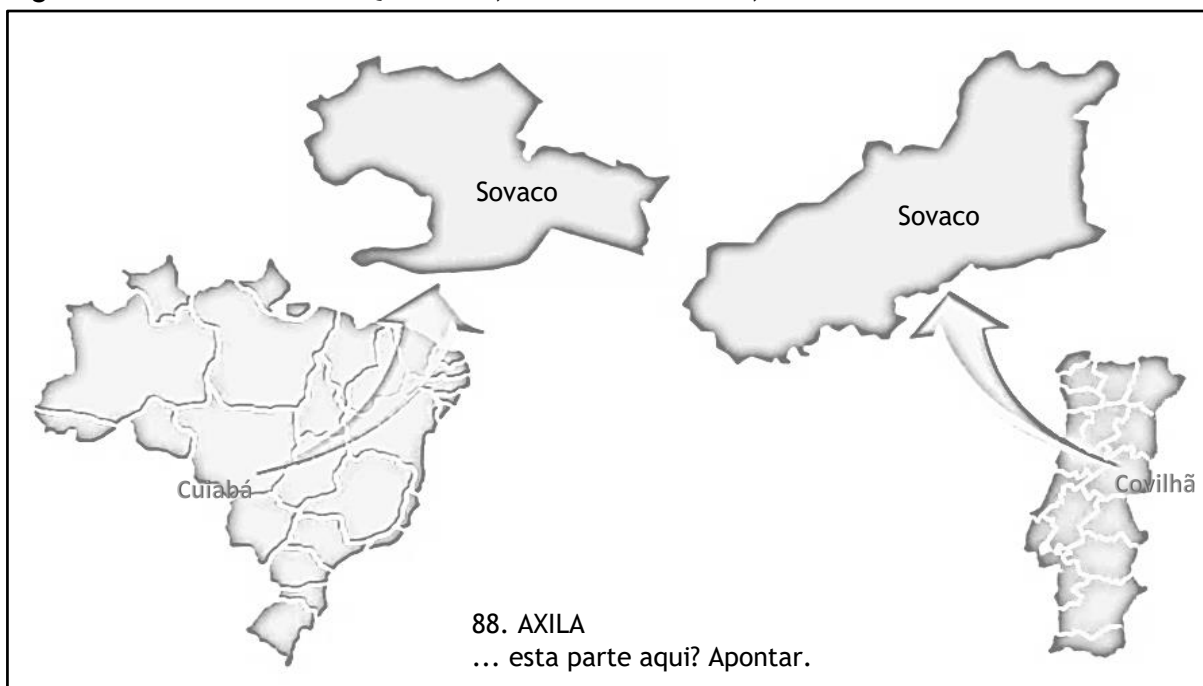 Sovaco
Sovaco
Cuiabá
Covilhã
88. AXILA
... esta parte aqui? Apontar.